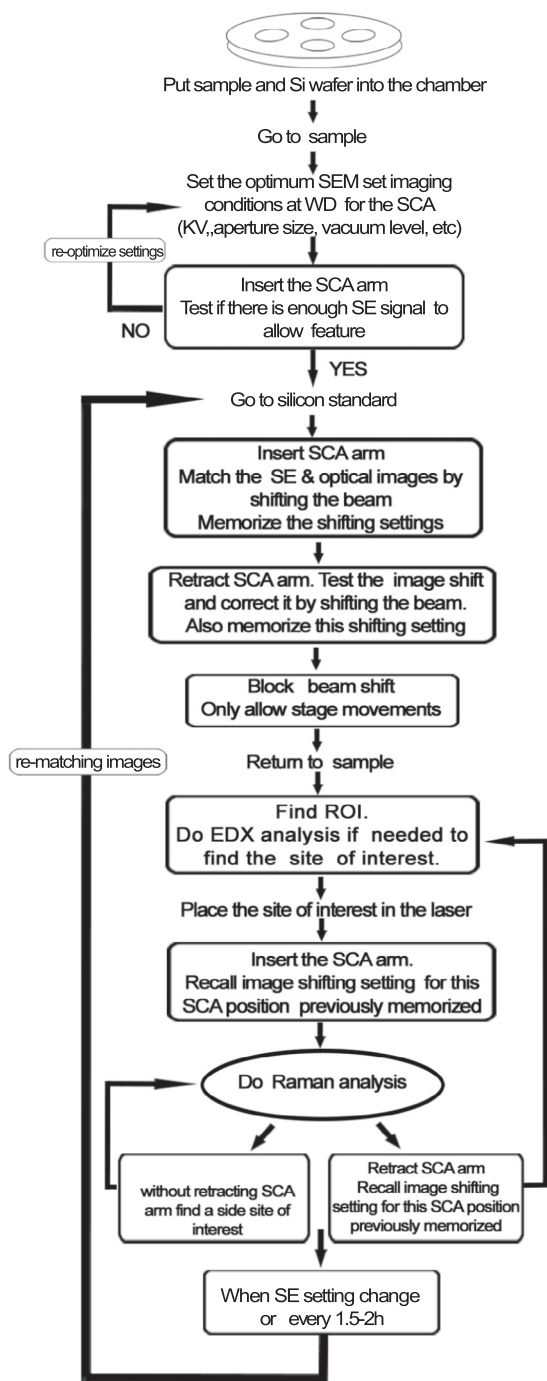 Put sample and Si wafer into the chamber
Go to sample
Set the optimum SEM set imaging
conditions at WD for the SCA
(KV,,aperture size, vacuum level, etc)
re-optimize settings
Insert the SCA arm
Test if there is enough SE signal to
allow feature
NO
YES
Go to silicon standard
Insert SCA arm
Match the SE & optical images by
shifting the beam
Memorize the shifting settings
Retract SCA arm. Test the image shift
and correct it by shifting the beam.
Also memorize this shifting setting
Block beam shift
Only allow stage movements
re-matching images
Return to sample
Find ROI.
Do EDX analysis if needed to
find the site of interest.
Place the site of interest in the laser
Insert the SCA arm.
Recall image shifting setting for this
SCA position previously memorized
Do Raman analysis
without retracting SCA
arm find a side site of
interest
Retract SCA arm
Recall image shifting
setting for this SCA position
previously memorized
When SE setting change
or every 1.5-2h